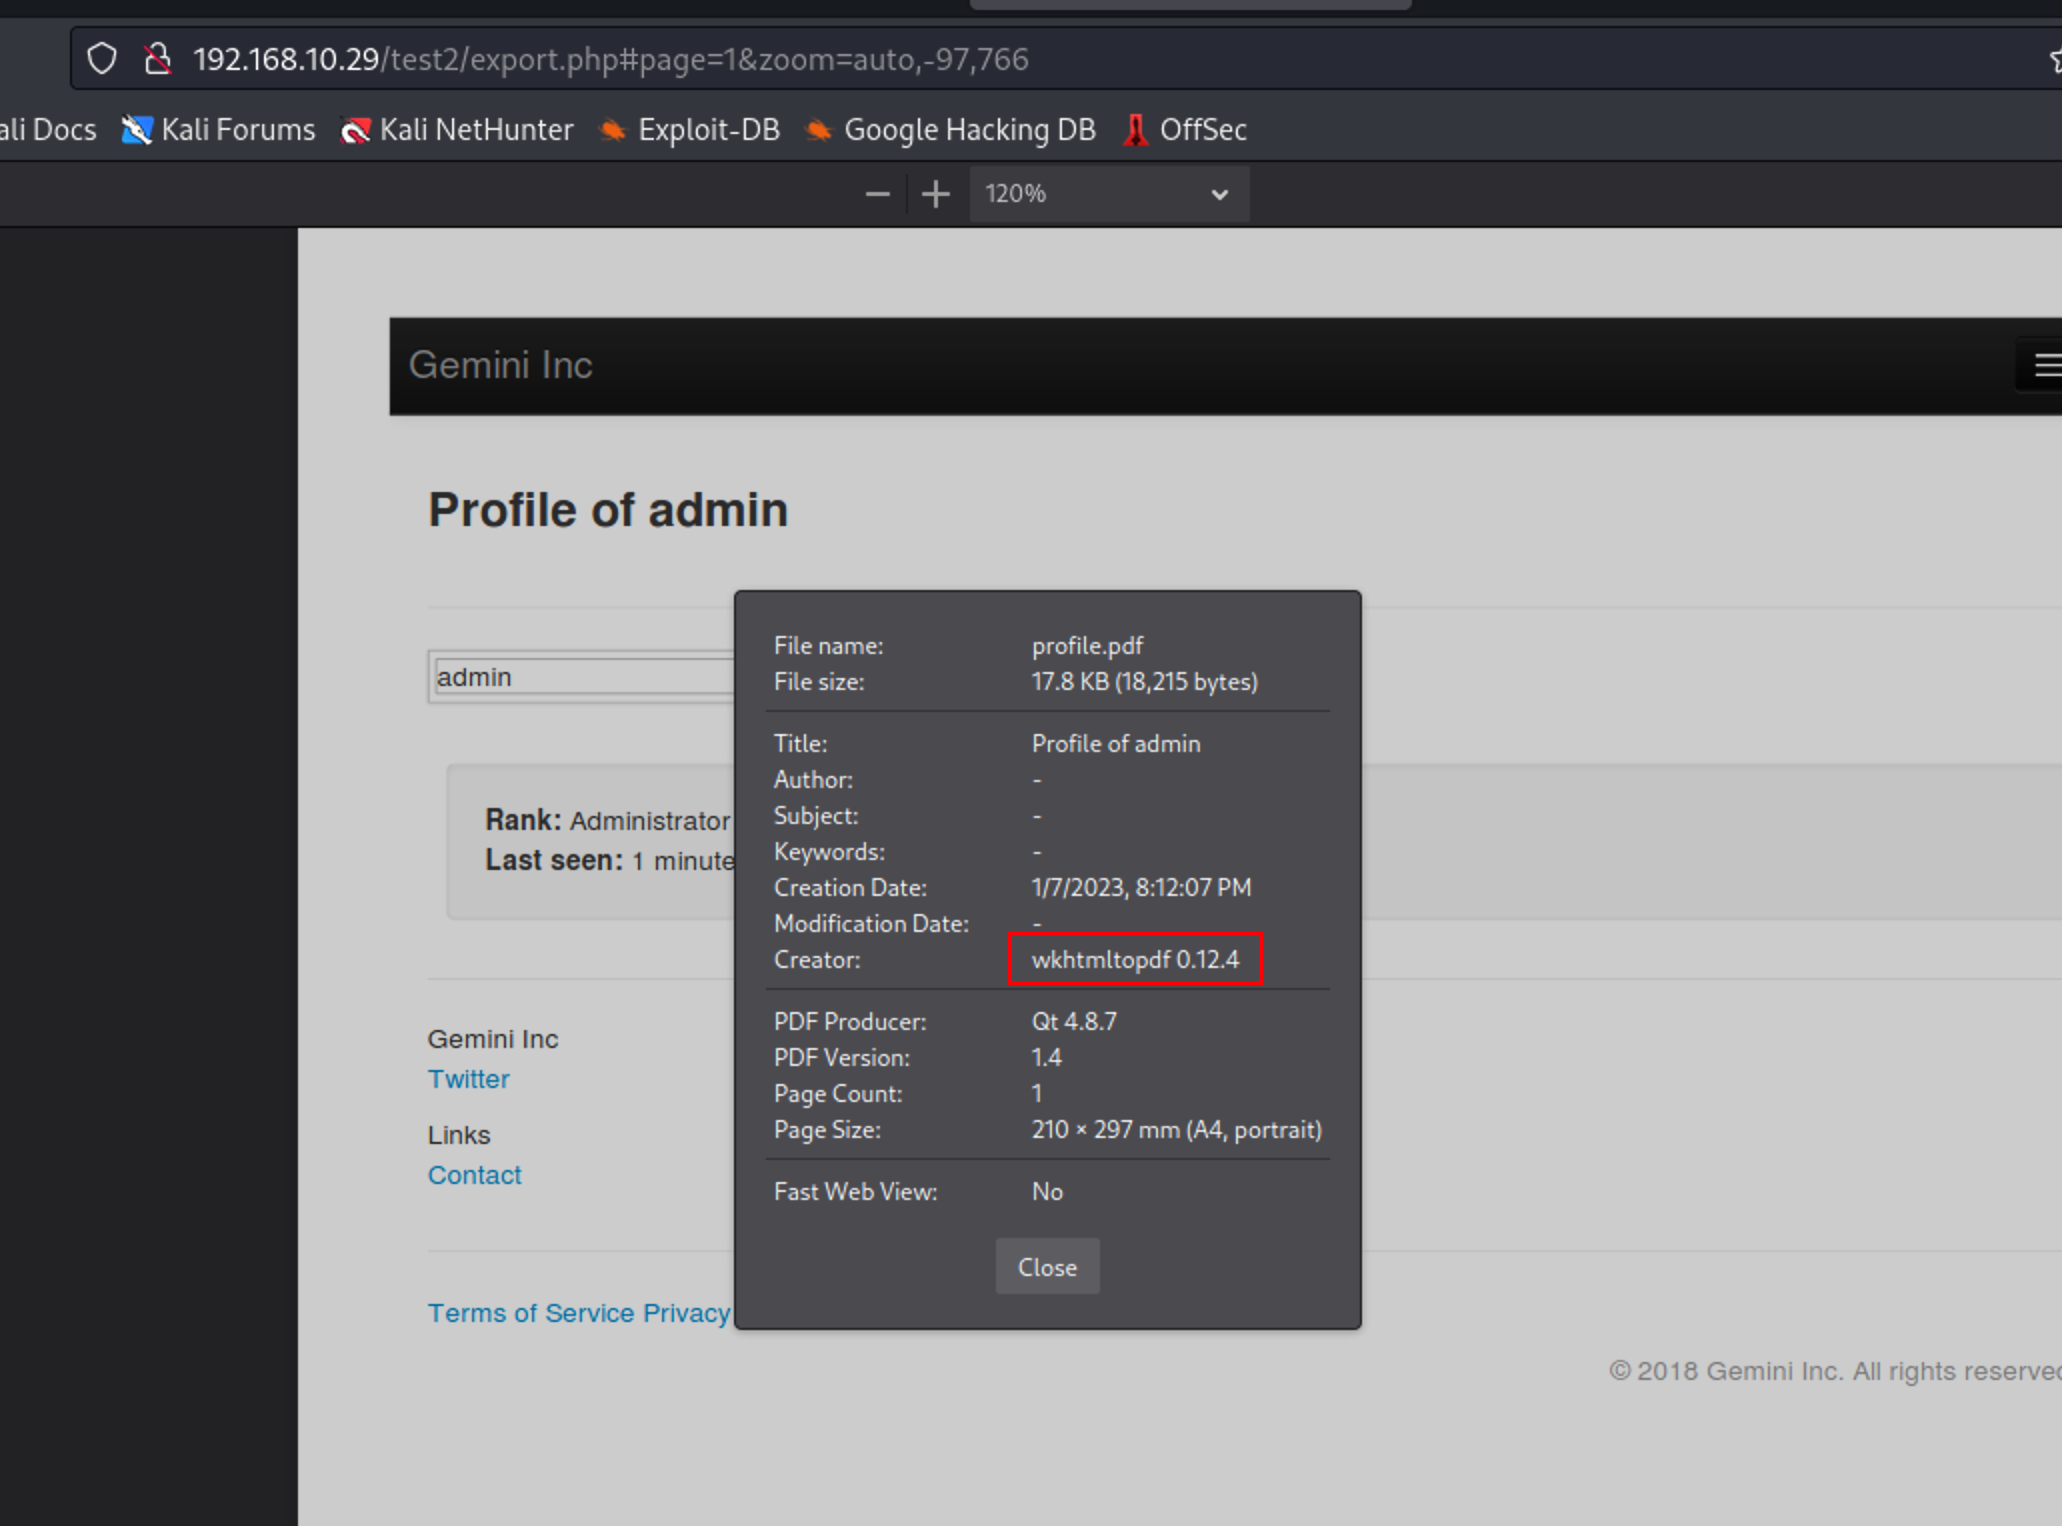 192.168.10.29/test2/export.php#page=1&zoom=auto,-97,766
ali Docs Kali Forums Kali NetHunter Exploit-DB Google Hacking DB OffSec
120%
Gemini Inc
Profile of admin
admin
Rank: Administrator
Last seen: 1 minute
File name: profile.pdf
File size: 17.8 KB (18,215 bytes)
Title: Profile of admin
Author: -
Subject: -
Keywords: -
Creation Date: 1/7/2023, 8:12:07 PM
Modification Date: -
Creator: wkhtmltopdf 0.12.4
PDF Producer: Qt 4.8.7
PDF Version: 1.4
Page Count: 1
Page Size: 210 × 297 mm (A4, portrait)
Fast Web View: No
Close
Gemini Inc
Twitter
Links
Contact
Terms of Service Privacy
© 2018 Gemini Inc. All rights reserved